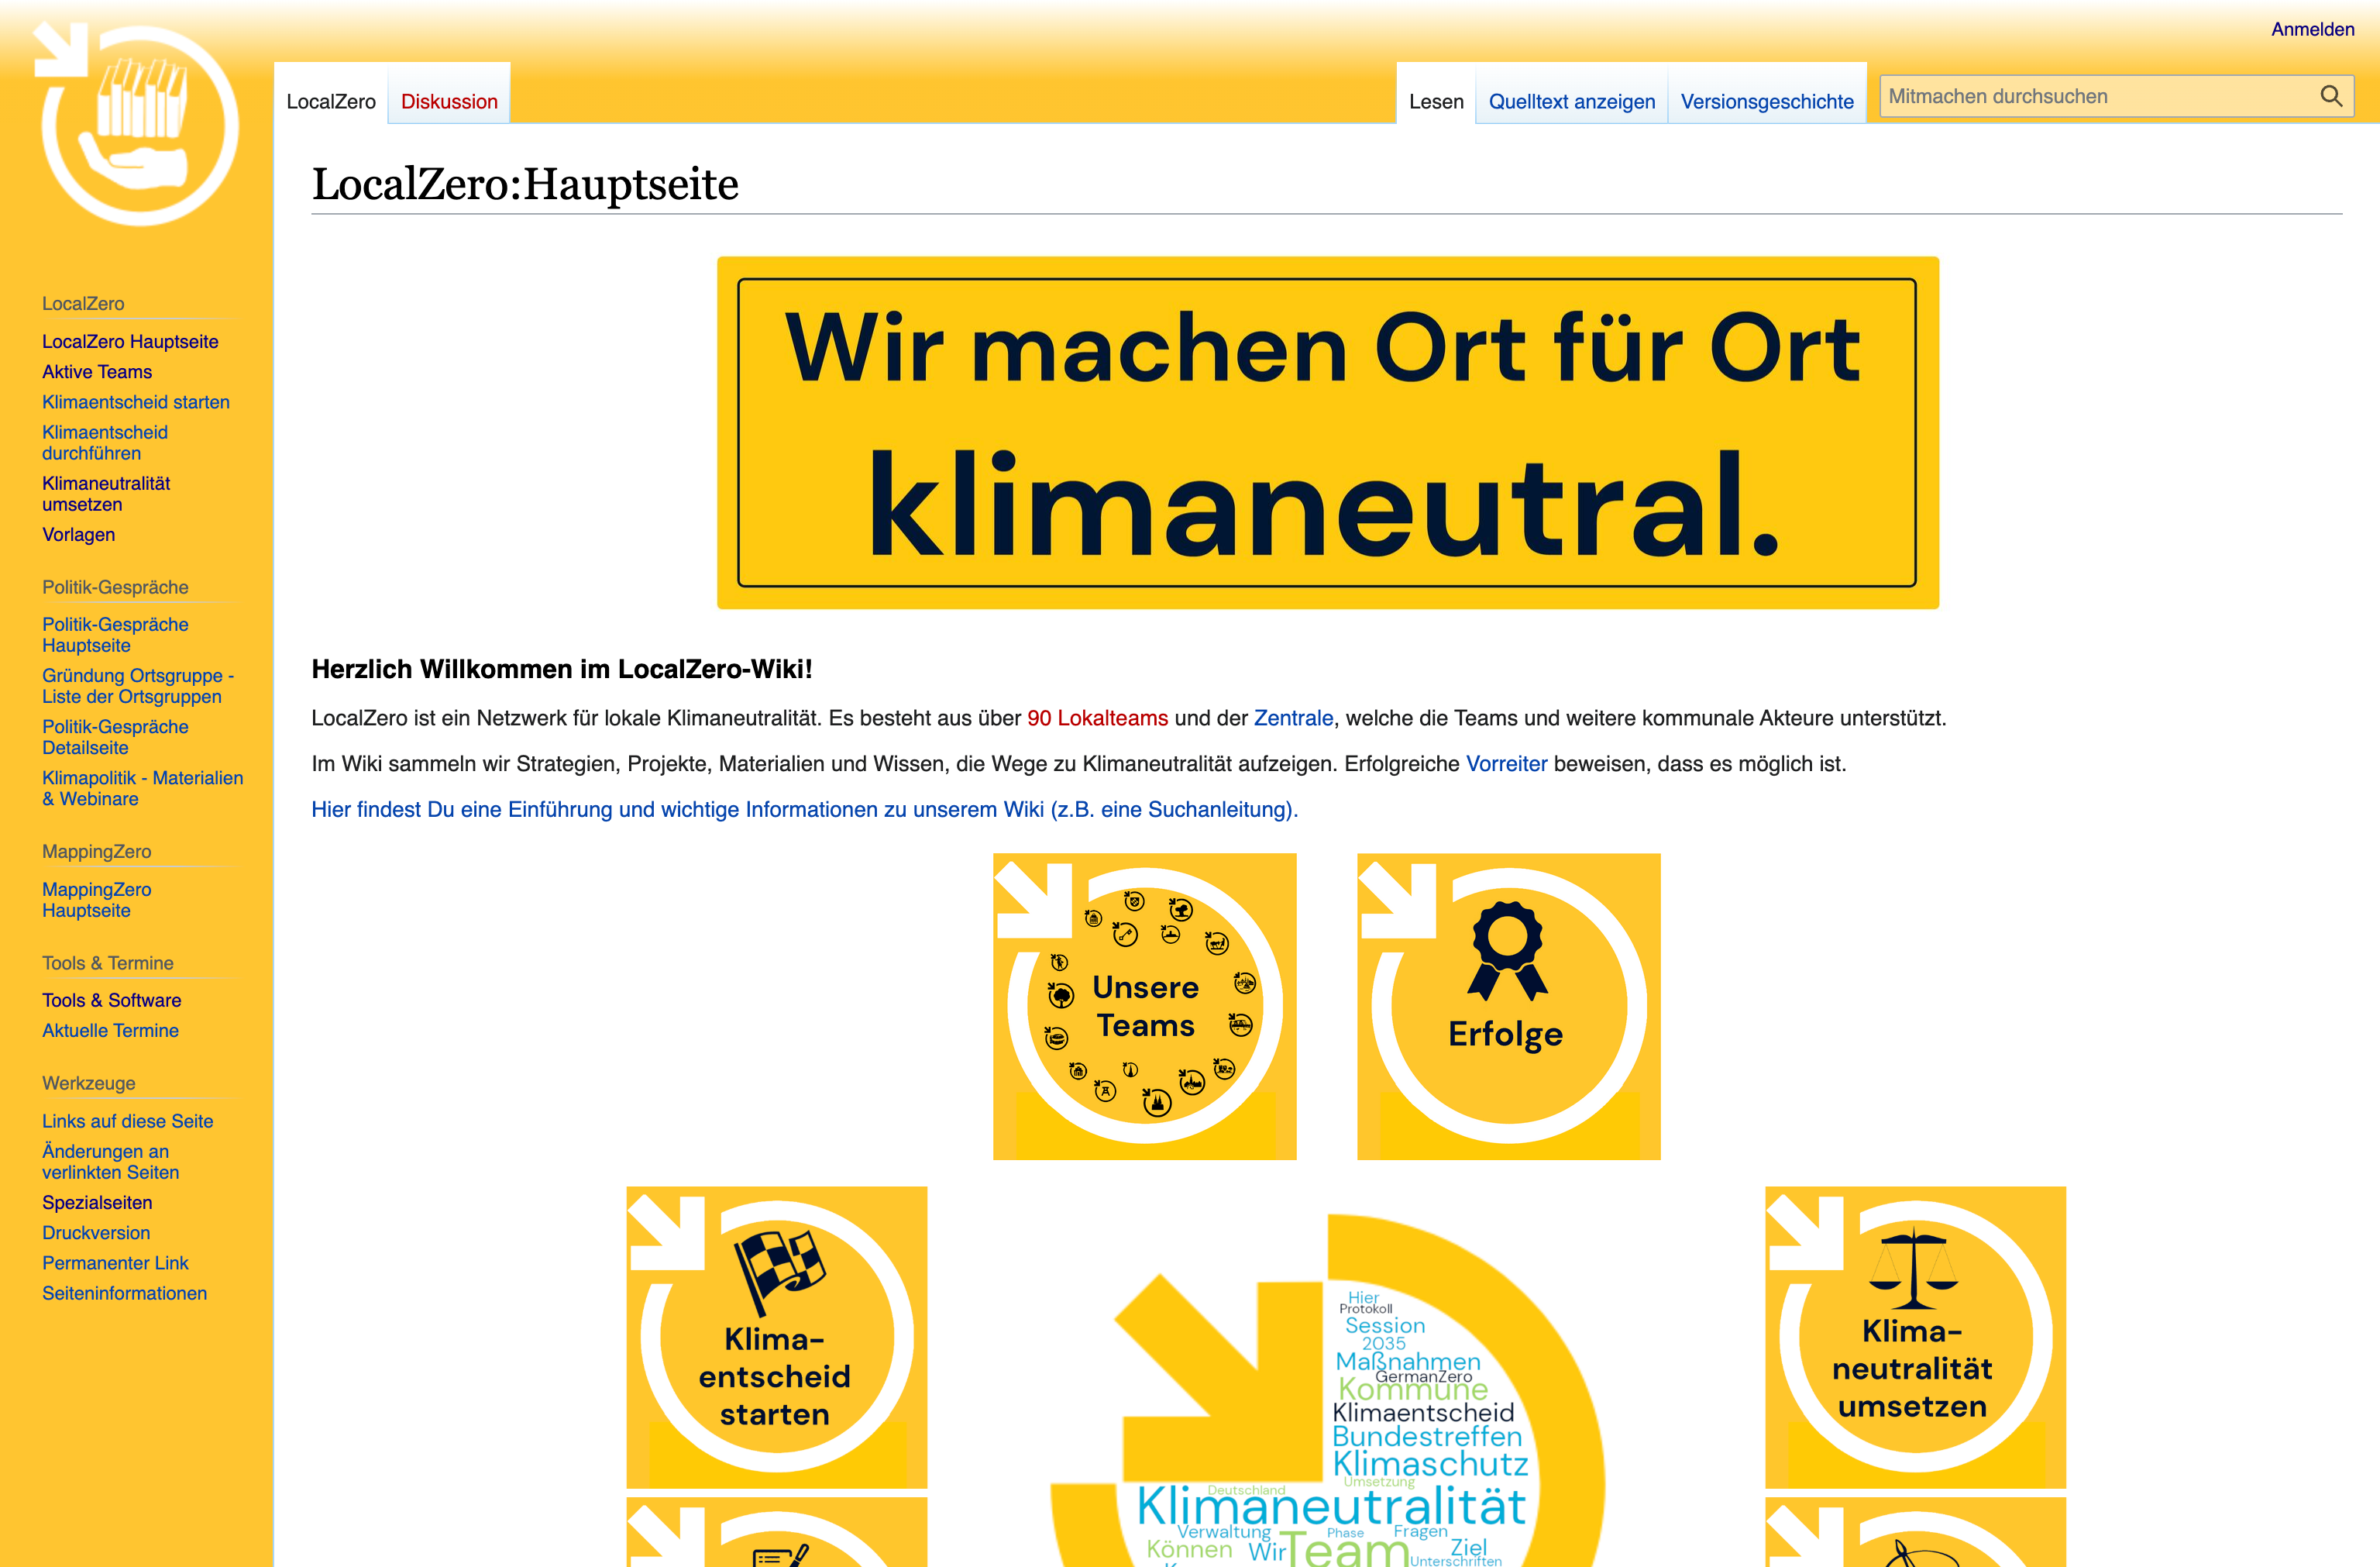 Anmelden
LocalZero
Diskussion
Lesen
Quelltext anzeigen
Versionsgeschichte
Mitmachen durchsuchen
LocalZero:Hauptseite
LocalZero
LocalZero Hauptseite
Aktive Teams
Klimaentscheid starten
Klimaentscheid
durchführen
Klimaneutralität
umsetzen
Vorlagen
Politik-Gespräche
Politik-Gespräche
Hauptseite
Gründung Ortsgruppe -
Liste der Ortsgruppen
Politik-Gespräche
Detailseite
Klimapolitik - Materialien
& Webinare
MappingZero
MappingZero
Hauptseite
Tools & Termine
Tools & Software
Aktuelle Termine
Werkzeuge
Links auf diese Seite
Änderungen an
verlinkten Seiten
Spezialseiten
Druckversion
Permanenter Link
Seiteninformationen
Wir machen Ort für Ort
klimaneutral.
Herzlich Willkommen im LocalZero-Wiki!
LocalZero ist ein Netzwerk für lokale Klimaneutralität. Es besteht aus über 90 Lokalteams und der Zentrale, welche die Teams und weitere kommunale Akteure unterstützt.
Im Wiki sammeln wir Strategien, Projekte, Materialien und Wissen, die Wege zu Klimaneutralität aufzeigen. Erfolgreiche Vorreiter beweisen, dass es möglich ist.
Hier findest Du eine Einführung und wichtige Informationen zu unserem Wiki (z.B. eine Suchanleitung).
Unsere
Teams
Erfolge
Klima-
entscheid
starten
Hier
Protokoll
Session
2035
Maßnahmen
GermanZero
Kommune
Klimaentscheid
Bundestreffen
Klimaschutz
Umsetzung
Deutschland
Klimaneutralität
Verwaltung Phase Fragen
Können Wir Team Ziel
Unterschriften
Klima-
neutralität
umsetzen